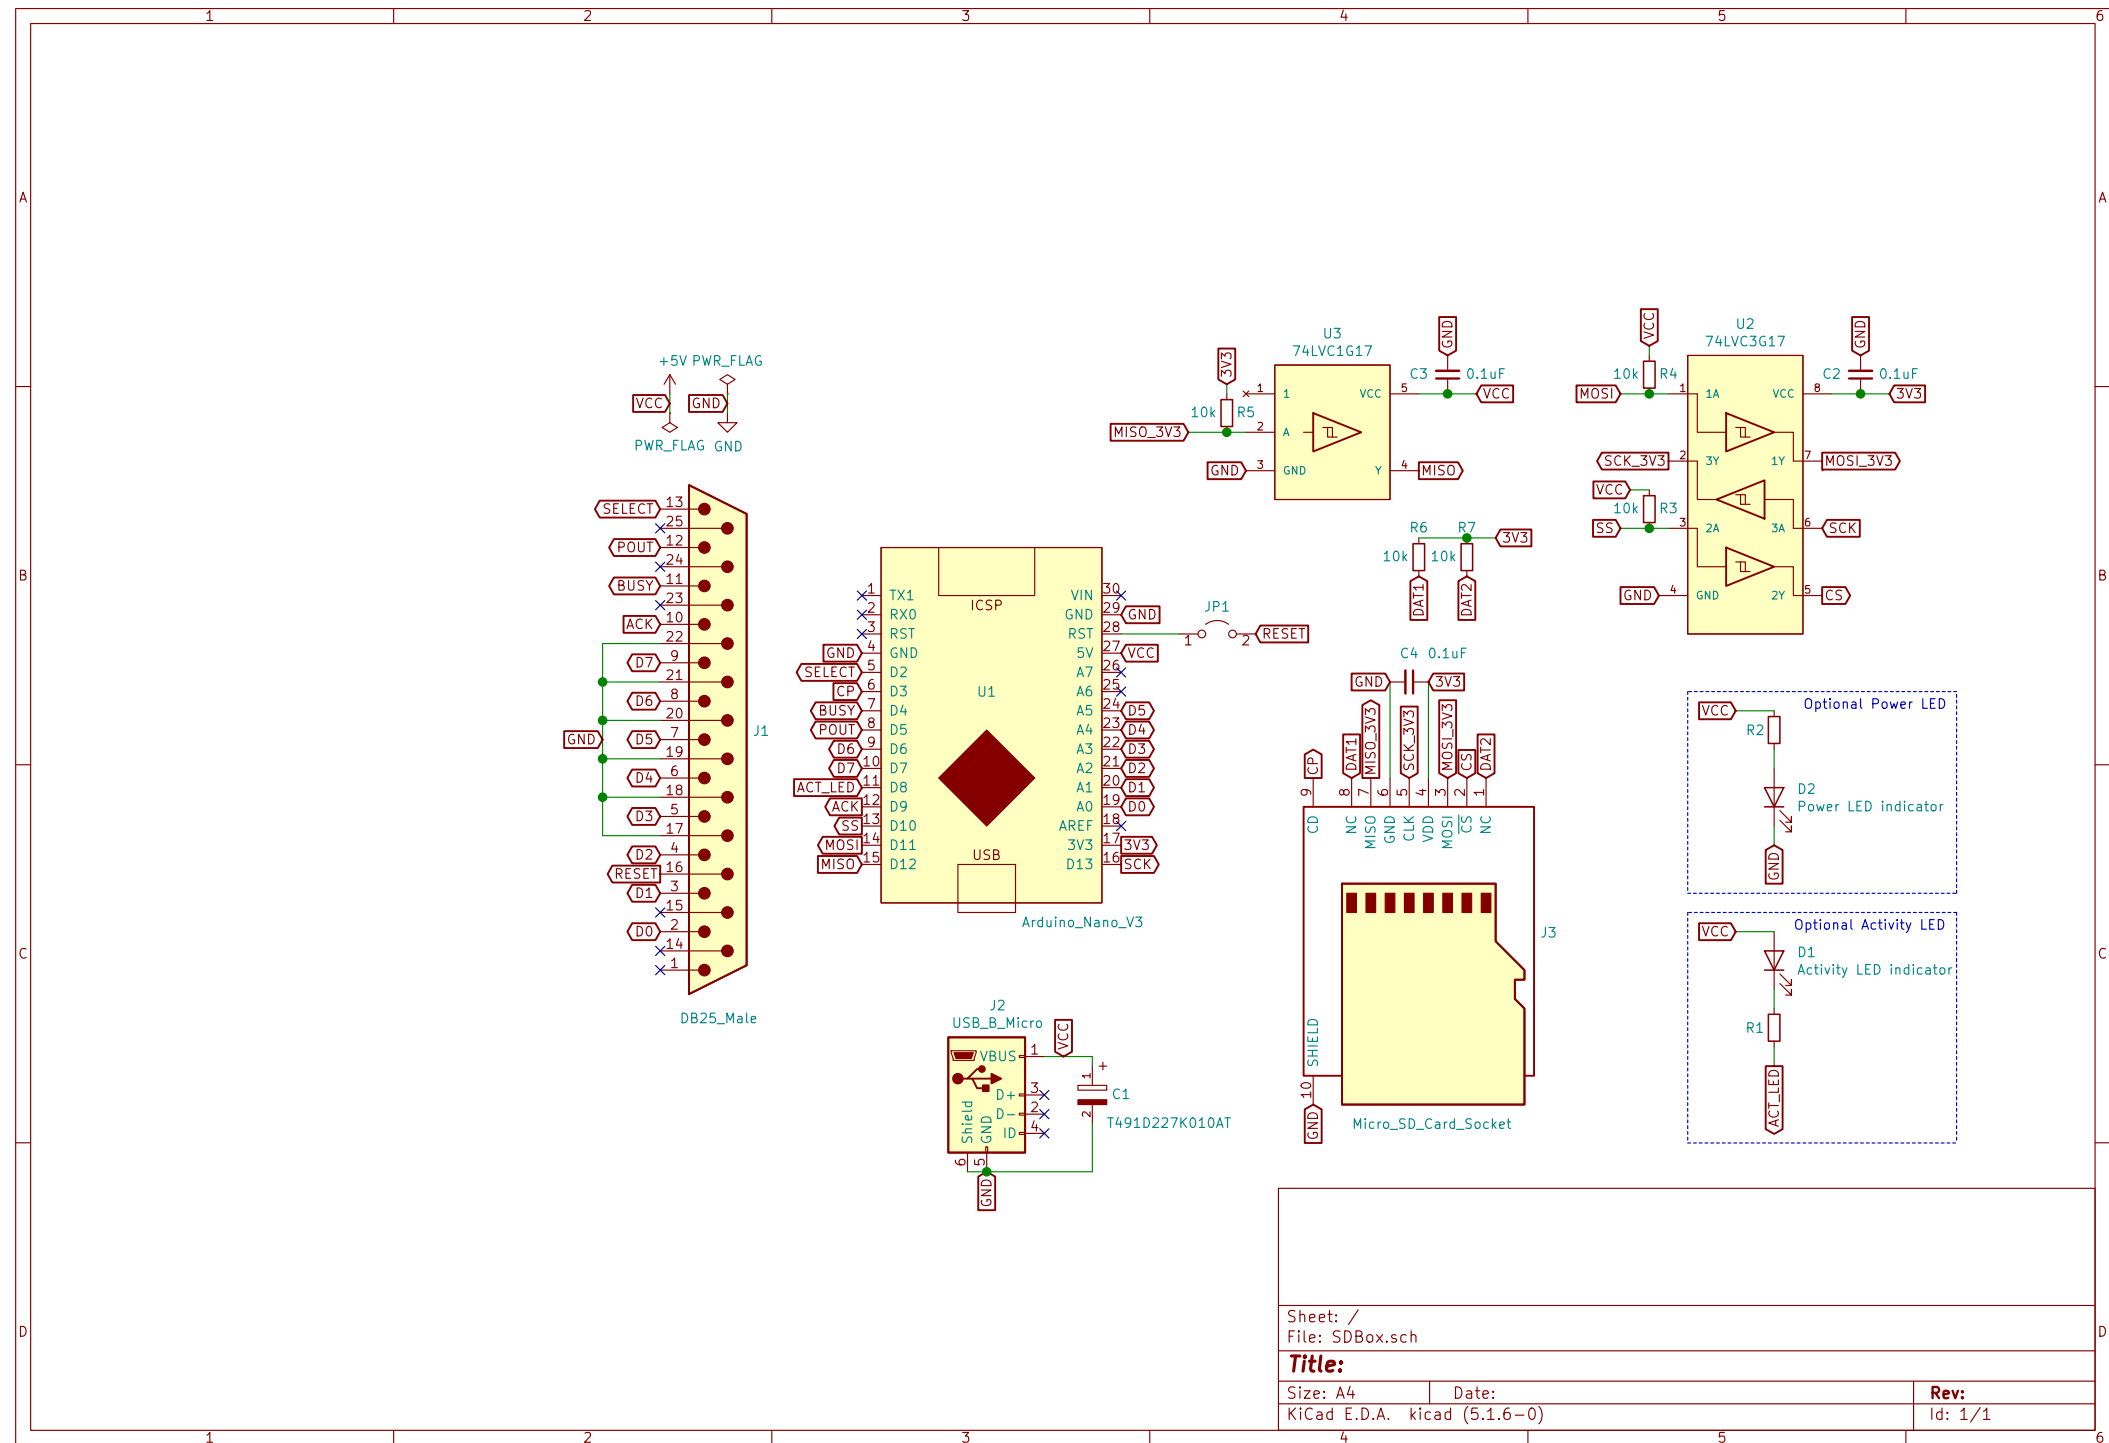 1 2 3 4 5 6
A A
B B
C C
D D
1 2 3 4 5 6
+5V PWR_FLAG
VCC GND
PWR_FLAG GND
SELECT 13
25
POUT 12
24
BUSY 11
23
ACK 10
22
D7 9
21
D6 8
20
GND D5 7
19
D4 6
18
D3 5
17
D2 4
RESET 16
D1 3
15
D0 2
14
1
J1
DB25_Male
ICSP
U1
USB
Arduino_Nano_V3
1 TX1
2 RX0
3 RST
GND 4 GND
SELECT 5 D2
CP 6 D3
BUSY 7 D4
POUT 8 D5
D6 9 D6
D7 10 D7
ACT_LED 11 D8
ACK 12 D9
SS 13 D10
MOSI 14 D11
MISO 15 D12
VIN 30
GND 29 GND
RST 28
5V 27 VCC
A7 26
A6 25
A5 24 D5
A4 23 D4
A3 22 D3
A2 21 D2
A1 20 D1
A0 19 D0
AREF 18
3V3 17 3V3
D13 16 SCK
JP1
1 2 RESET
J2
USB_B_Micro
VCC
VBUS 1
D+ 3
D- 2
ID 4
Shield GND
6 5
GND
+
1
C1
2
T491D227K010AT
U3
74LVC1G17
3V3
10k R5
MISO_3V3
GND
1 1
2 A
3 GND
VCC 5
Y 4
GND
C3 0.1uF
VCC
MISO
U2
74LVC3G17
VCC
10k R4
MOSI 1 1A
SCK_3V3 2 3Y
VCC
10k R3
SS 3 2A
GND 4 GND
GND
C2 0.1uF
VCC 8 3V3
1Y 7 MOSI_3V3
3A 6 SCK
2Y 5 CS
R6 R7 3V3
10k 10k
DAT1 DAT2
C4 0.1uF
GND 3V3
CP DAT1 MISO_3V3 SCK_3V3 MOSI_3V3 CS DAT2
9 8 7 6 5 4 3 2 1
CD NC MISO GND CLK VDD MOSI CS NC
J3
SHIELD
10
GND
Micro_SD_Card_Socket
Optional Power LED
VCC
R2
D2
Power LED indicator
GND
Optional Activity LED
VCC
D1
Activity LED indicator
R1
ACT_LED
Sheet: /
File: SDBox.sch
Title:
Size: A4 Date: Rev:
KiCad E.D.A. kicad (5.1.6-0) Id: 1/1